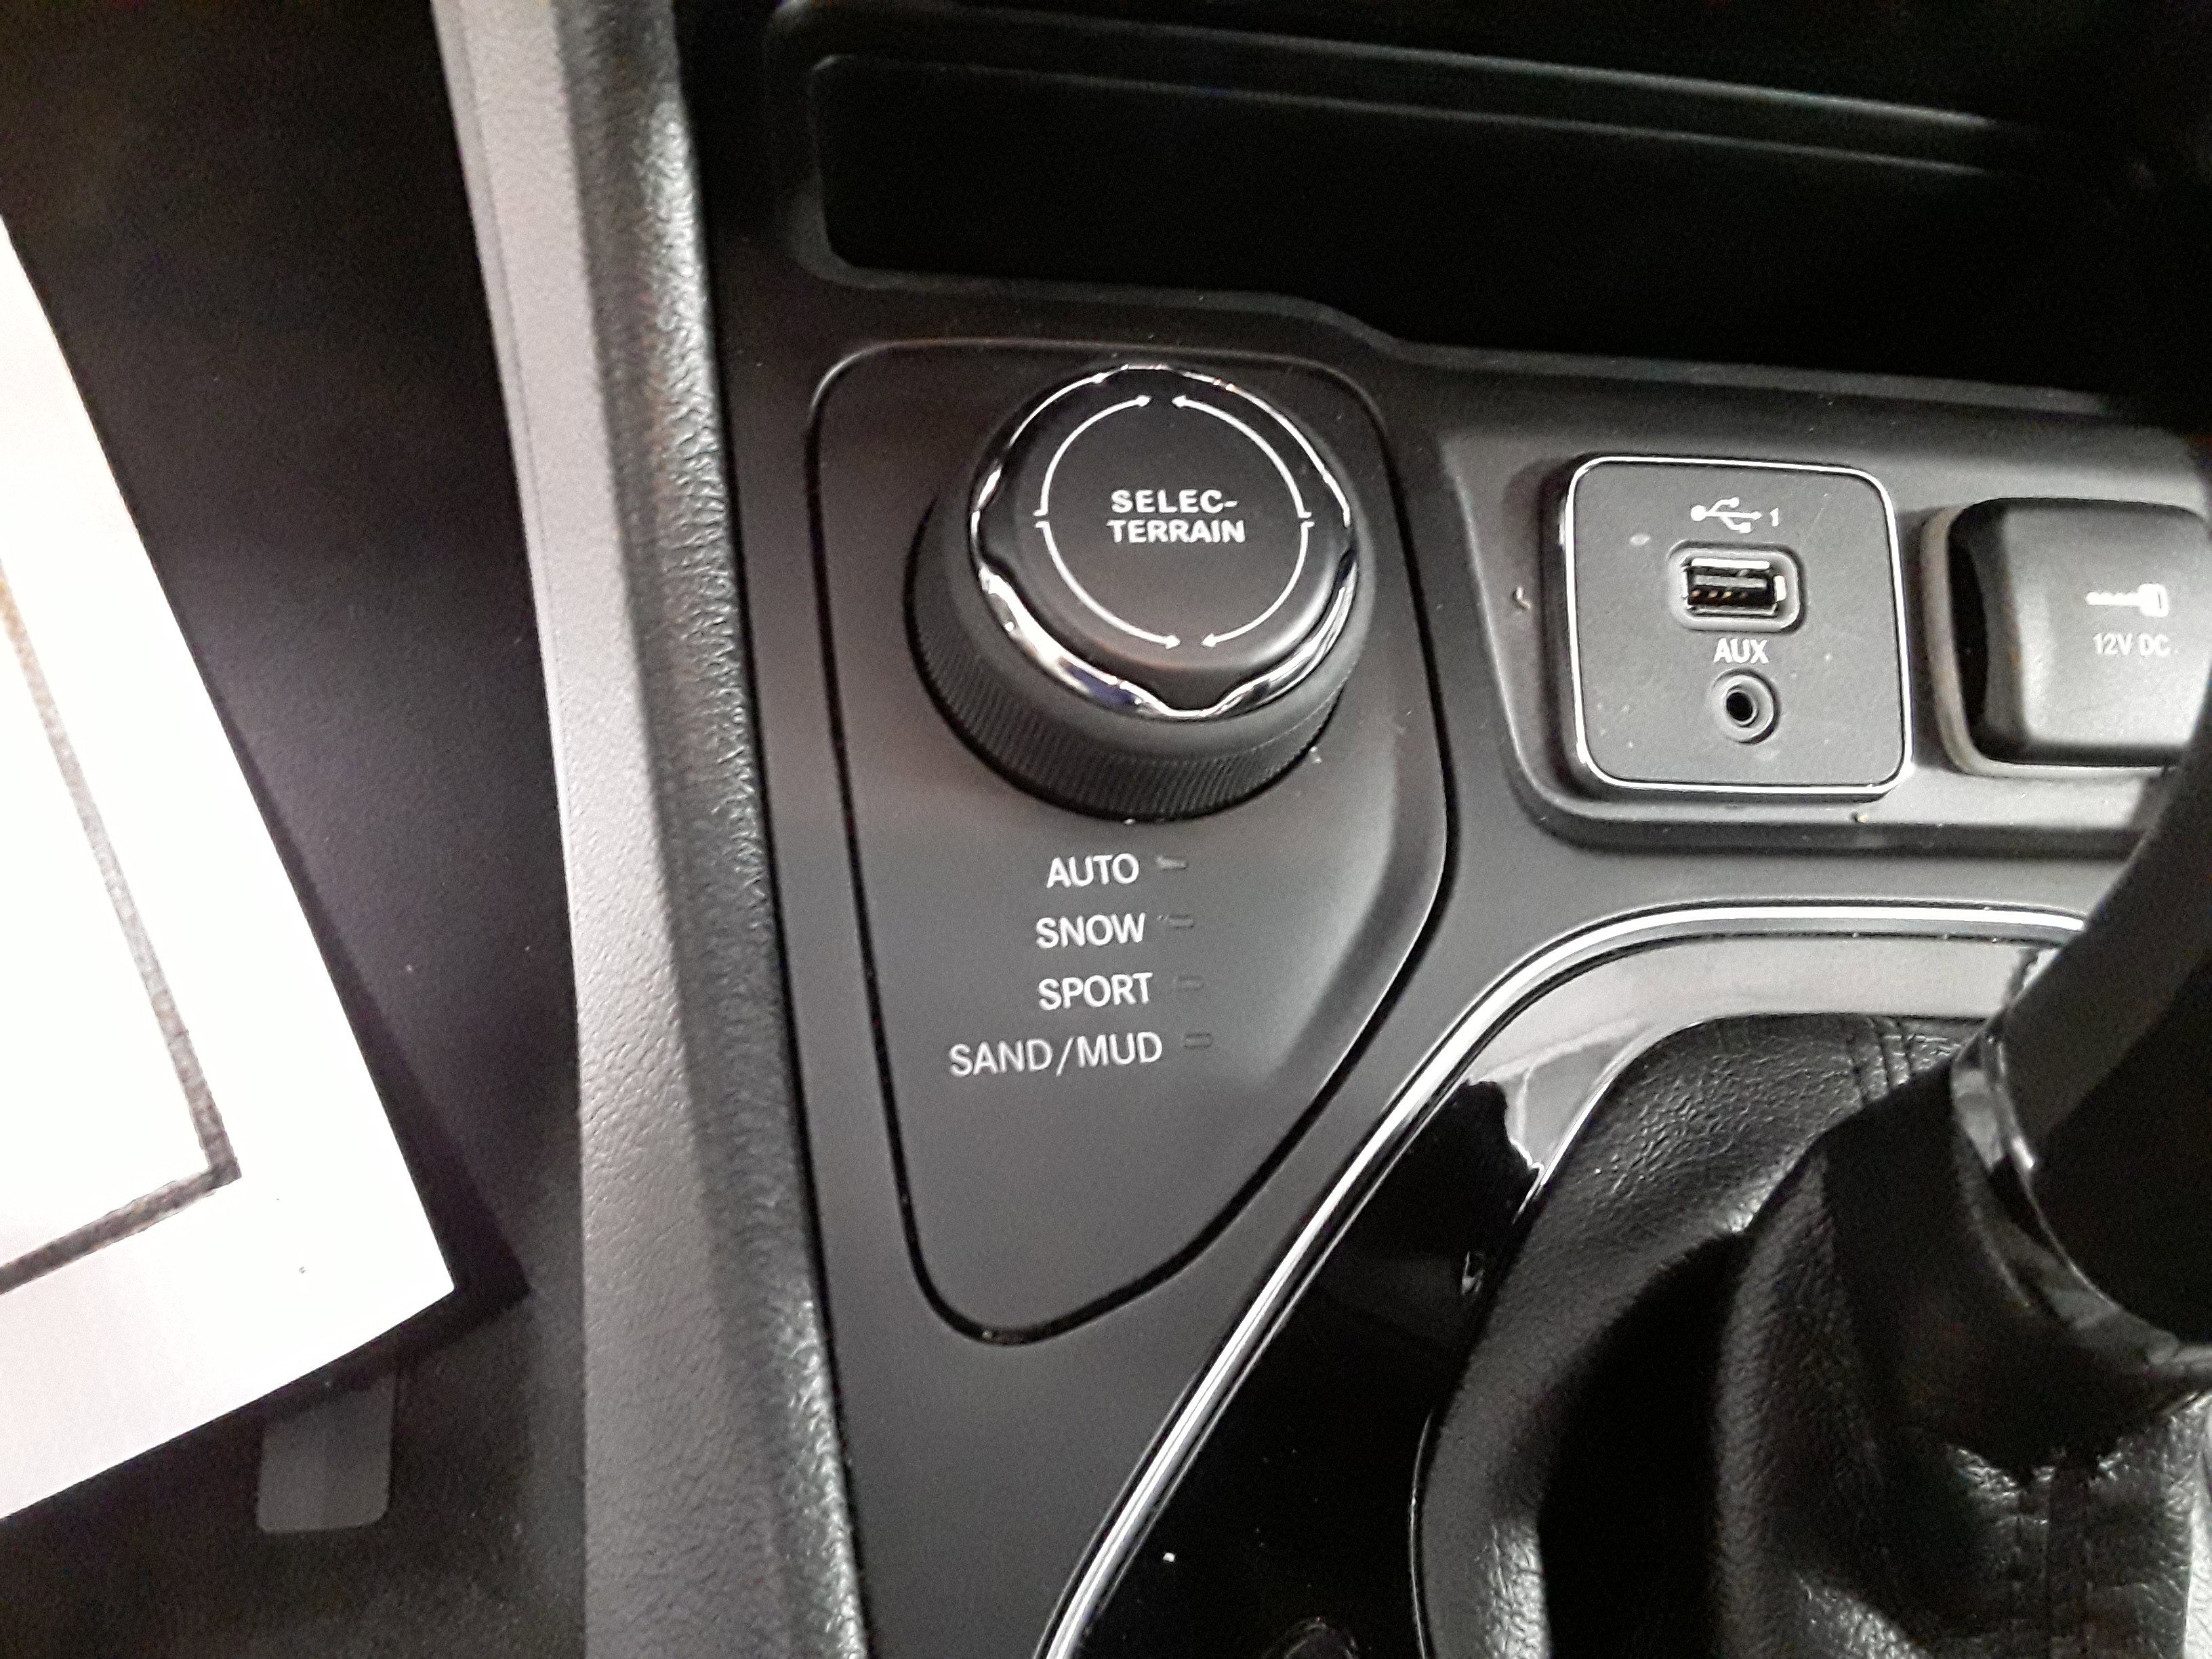 SELEC-
TERRAIN
1
AUX
12V DC
AUTO
SNOW
SPORT
SAND/MUD